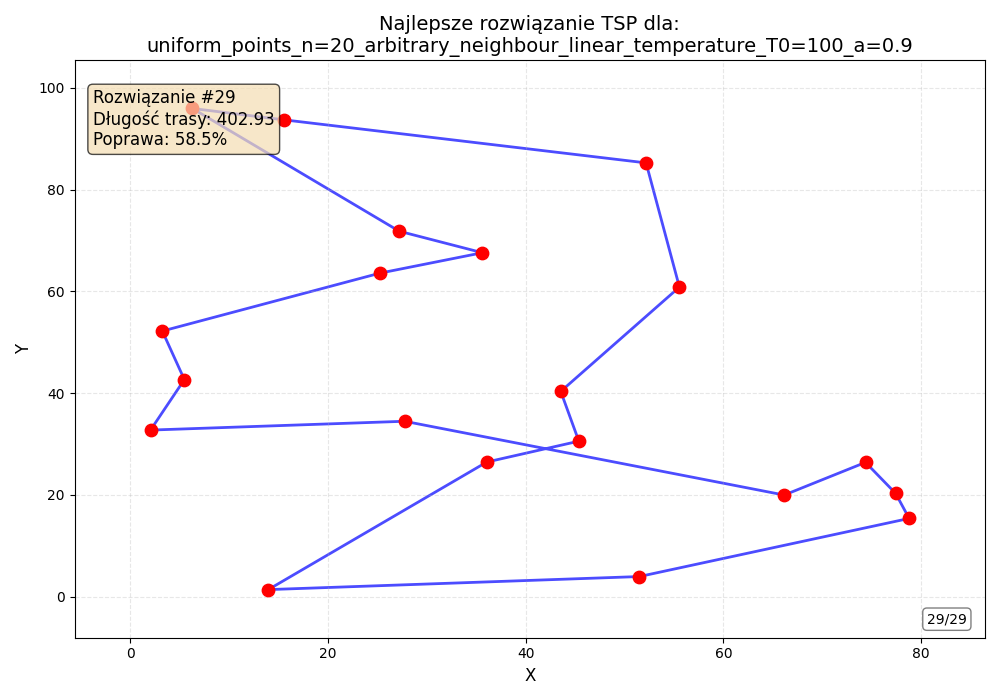 Najlepsze rozwiązanie TSP dla:
uniform_points_n=20_arbitrary_neighbour_linear_temperature_T0=100_a=0.9
Rozwiązanie #29
Długość trasy: 402.93
Poprawa: 58.5%
100
80
60
40
20
0
Y
29/29
0 20 40 60 80
X